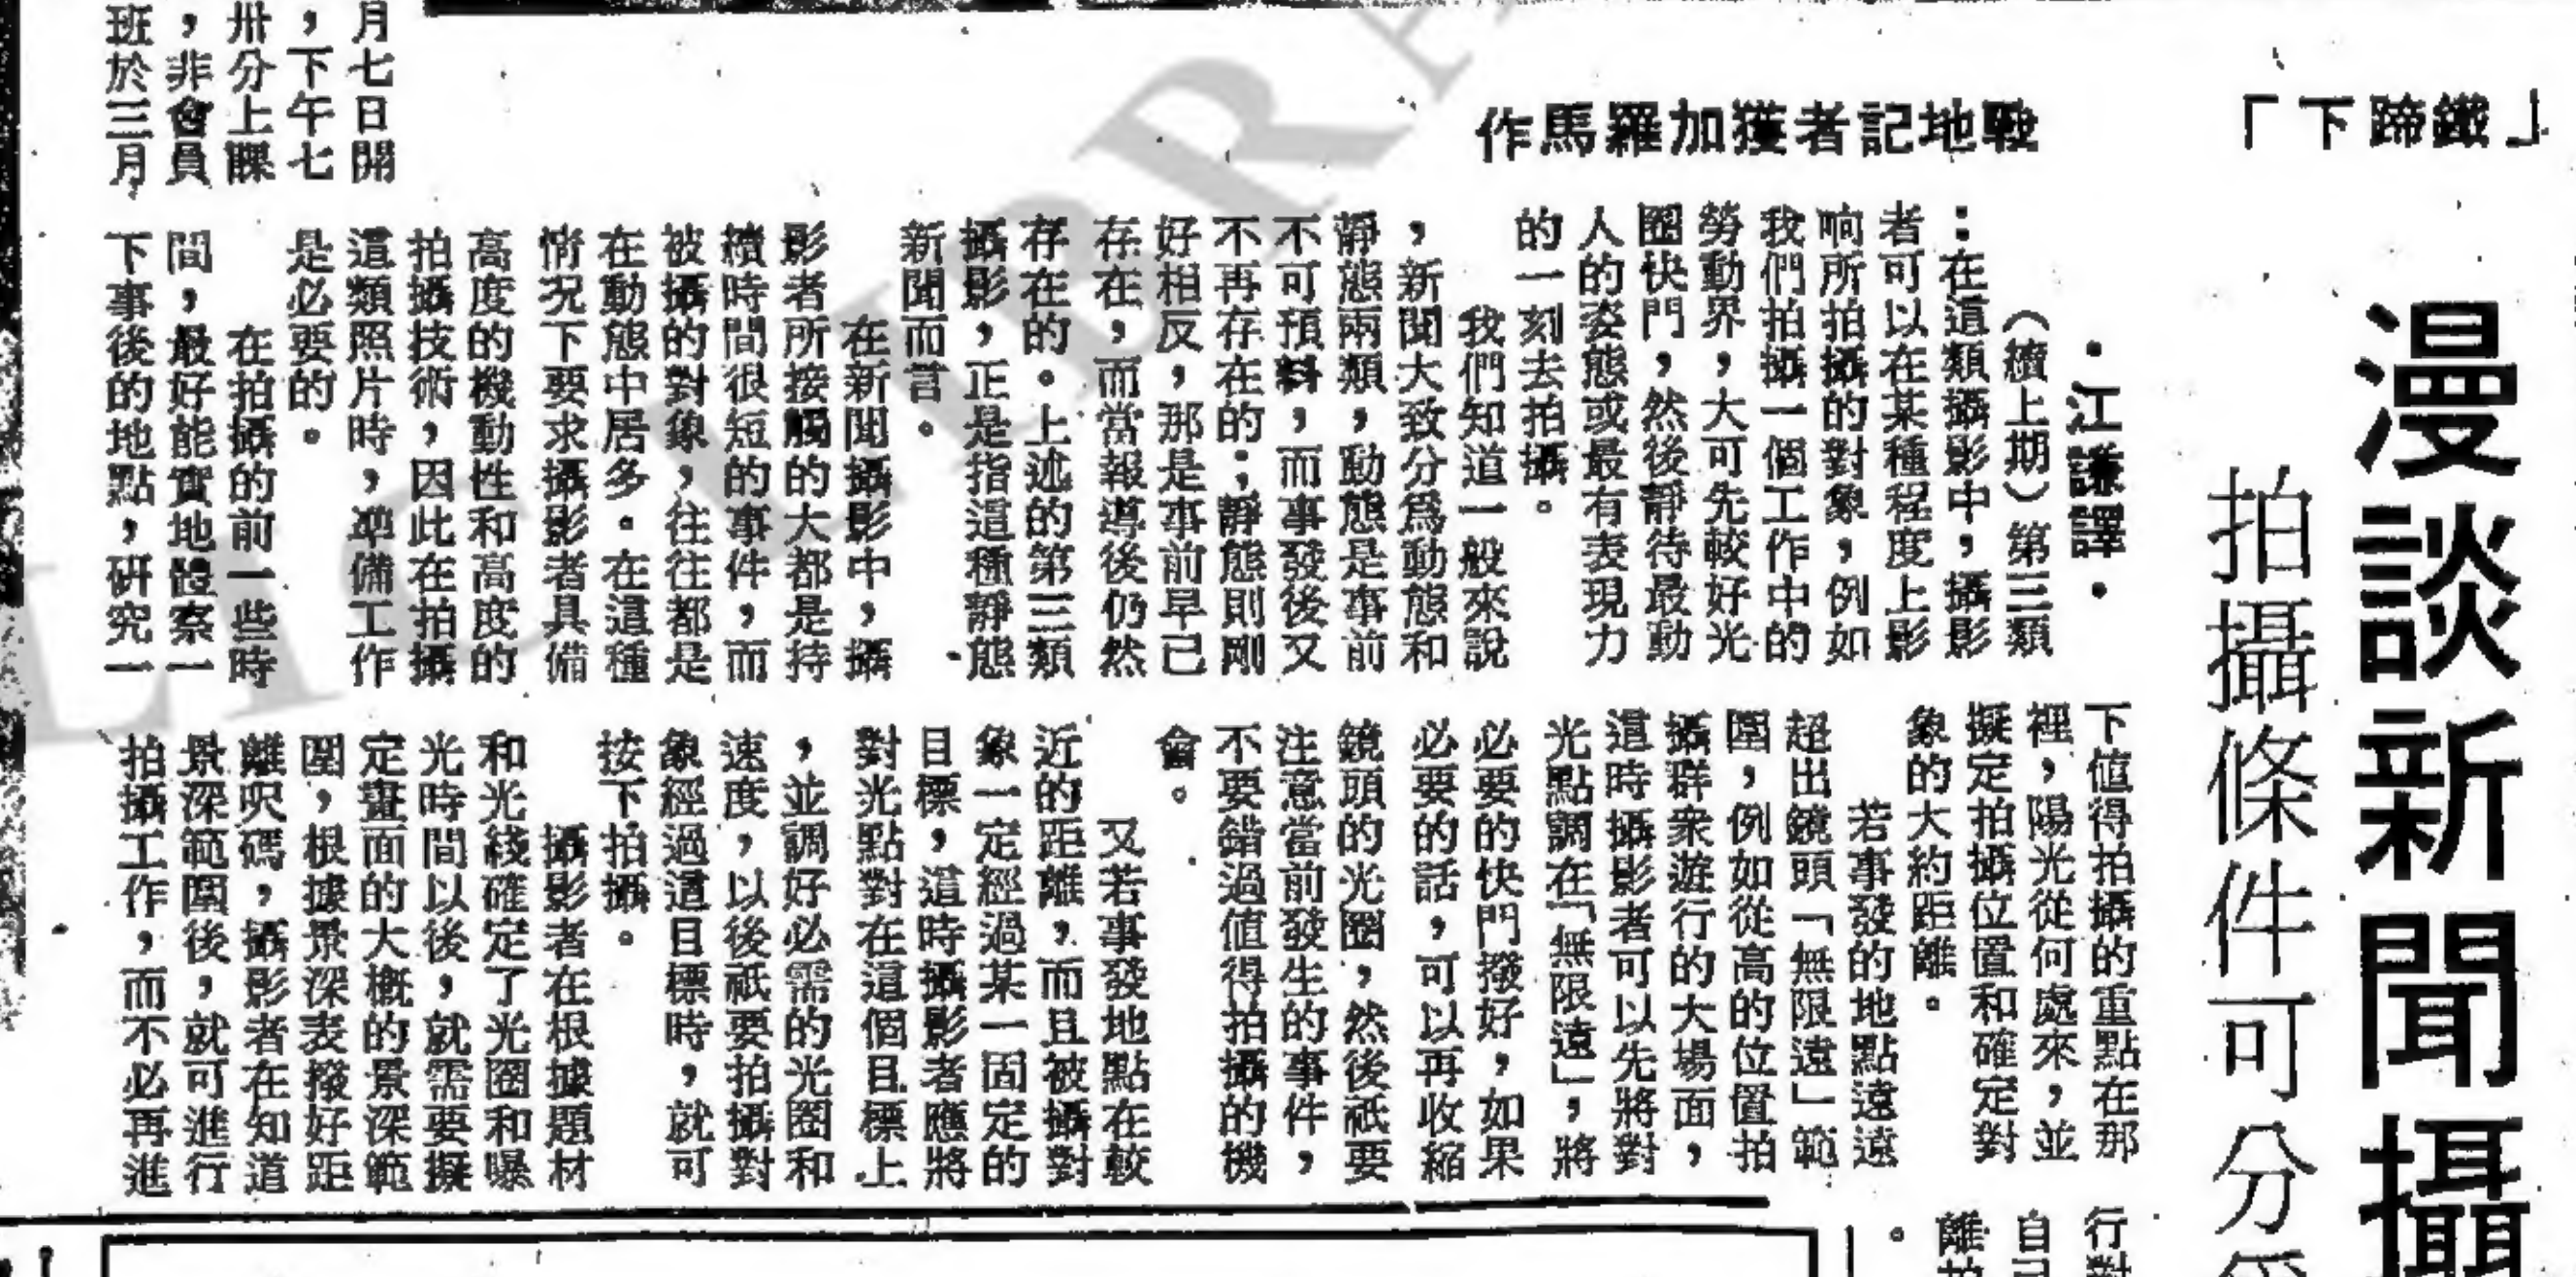 「下蹄鐵」
戰地記者獲加羅馬作
漫談新聞攝
拍攝條件可分
・江謙譯・
（續上期）第三類
：在這類攝影中，攝影
者可以在某種程度上影
响所拍攝的對象，例如
我們拍攝一個工作中的
勞動界，大可先較好光
圈快門，然後靜待最動
人的姿態或最有表現力
的一刻去拍攝。
我們知道一般來說
，新聞大致分爲動態和
靜態兩類，動態是事前
不可預料，而事發後又
不再存在的；靜態則剛
好相反，那是事前早已
存在，而當報導後仍然
存在的。上述的第三類
攝影，正是指這種靜態
新聞而言。
在新聞攝影中，攝
影者所接觸的大都是持
續時間很短的事件，而
被攝的對象，往往都是
在動態中居多。在這種
情况下要求攝影者具備
高度的機動性和高度的
拍攝技術，因此在拍攝
這類照片時，準備工作
是必要的。
在拍攝的前一些時
間，最好能實地體察一
下事後的地點，研究一
下值得拍攝的重點在那
裡，陽光從何處來，並
擬定拍攝位置和確定對
象的大約距離。
若事發的地點遠遠
超出鏡頭「無限遠」範
圍，例如從高的位置拍
攝群衆遊行的大場面，
這時攝影者可以先將對
光點調在「無限遠」，將
必要的快門撥好，如果
必要的話，可以再收縮
鏡頭的光圈，然後祇要
注意當前發生的事件，
不要錯過值得拍攝的機
會。
又若事發地點在較
近的距離，而且被攝對
象一定經過某一固定的
目標，這時攝影者應將
對光點對在這個目標上
，並調好必需的光圈和
速度，以後祇要拍攝對
象經過這目標時，就可
按下拍攝。
攝影者在根據題材
和光綫確定了光圈和曝
光時間以後，就需要擬
定畫面的大概的景深範
圍，根據景深表撥好距
離呎碼，攝影者在知道
景深範圍後，就可進行
拍攝工作，而不必再進
行對
自己
離拍
。
月七日開
，下午七
卅分上課
，非會員
班於三月